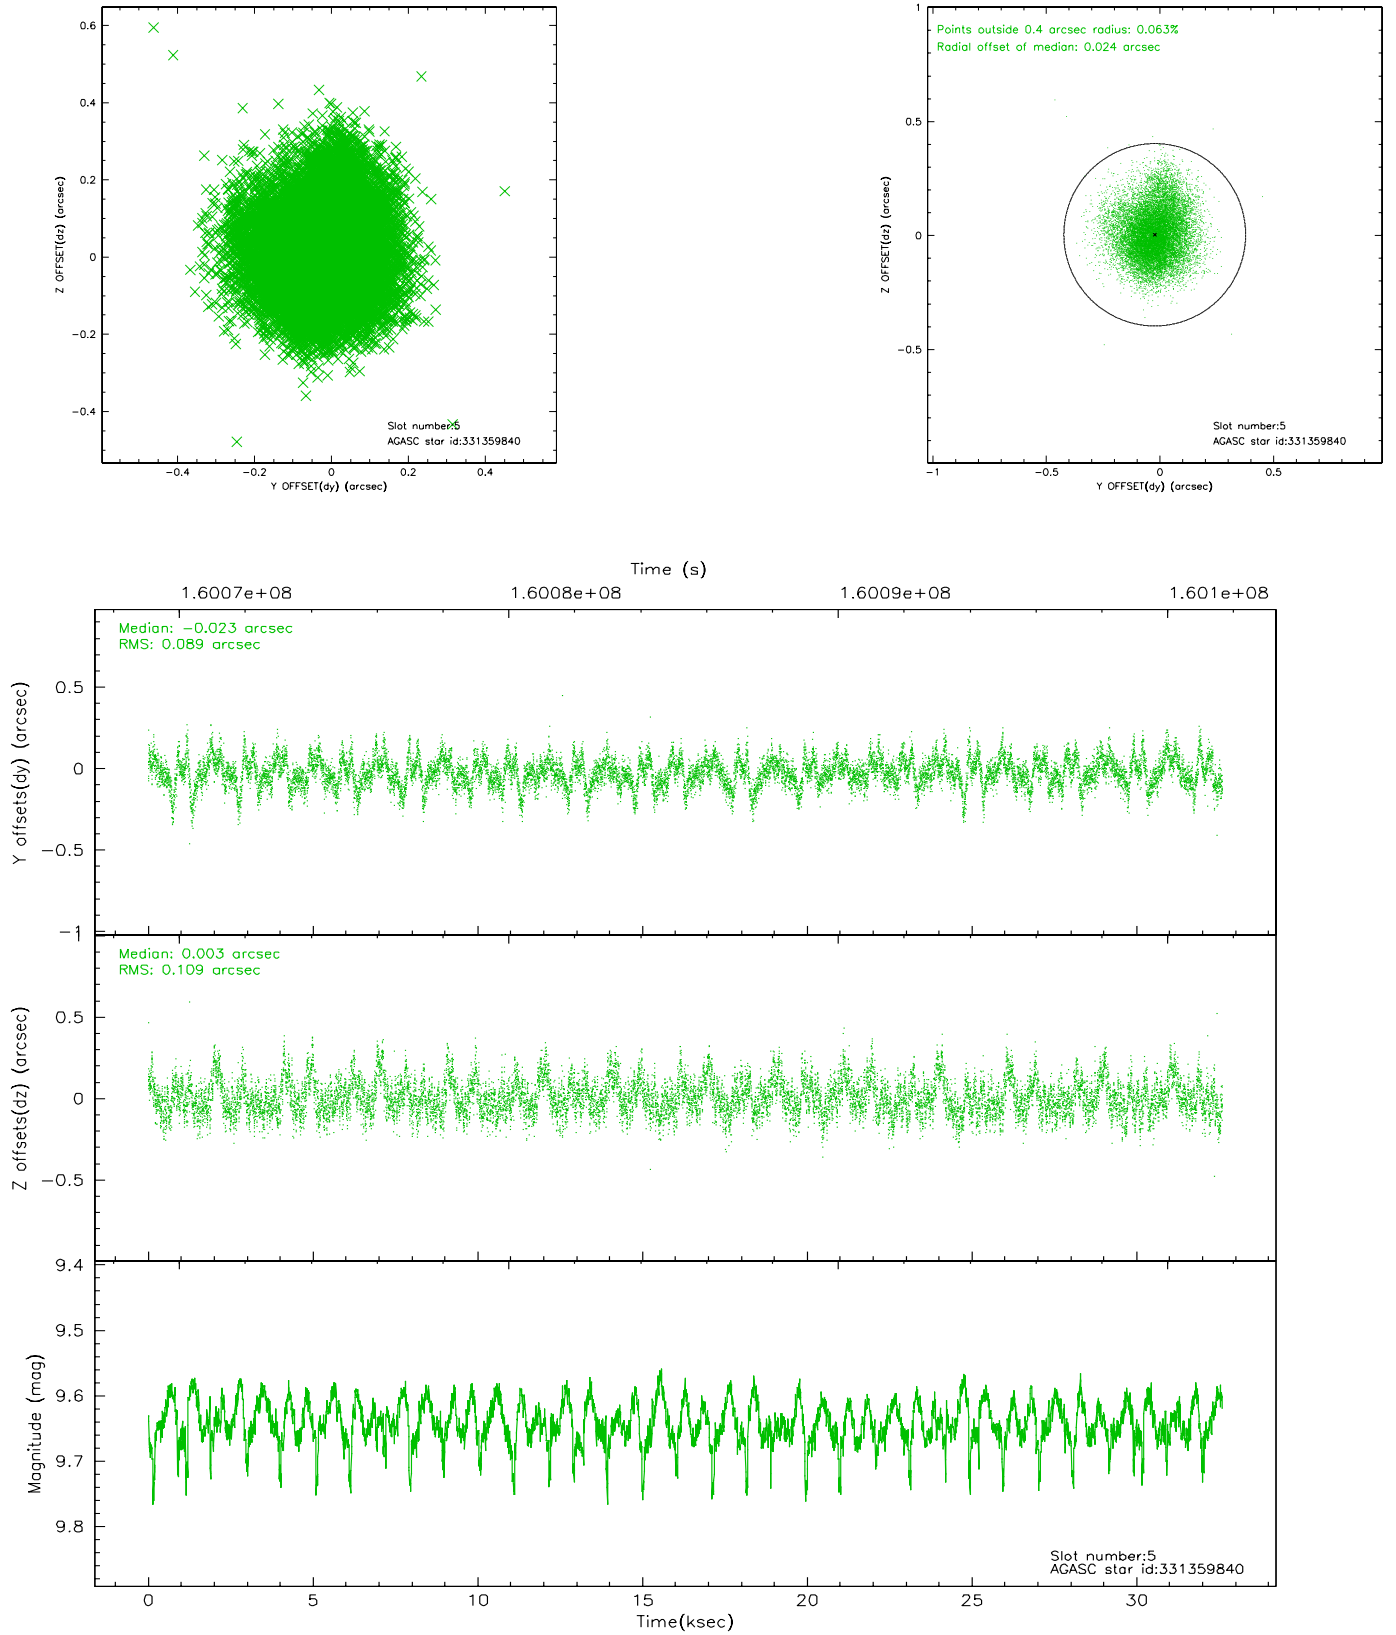 0.6
0.4
0.2
0
−0.2
−0.4
Z OFFSET(dz) (arcsec)
−0.4 −0.2 0 0.2 0.4
Y OFFSET(dy) (arcsec)
Slot number:5
AGASC star id:331359840
Points outside 0.4 arcsec radius: 0.063%
Radial offset of median: 0.024 arcsec
1
0.5
0
−0.5
Z OFFSET(dz) (arcsec)
−1 −0.5 0 0.5
Y OFFSET(dy) (arcsec)
Slot number:5
AGASC star id:331359840
Time (s)
1.6007e+08 1.6008e+08 1.6009e+08 1.601e+08
Median: −0.023 arcsec
RMS: 0.089 arcsec
0.5
0
−0.5
−1
Y offsets(dy) (arcsec)
Median: 0.003 arcsec
RMS: 0.109 arcsec
1
0.5
0
−0.5
Z offsets(dz) (arcsec)
9.4
9.5
9.6
9.7
9.8
Magnitude (mag)
Slot number:5
AGASC star id:331359840
0 5 10 15 20 25 30
Time(ksec)